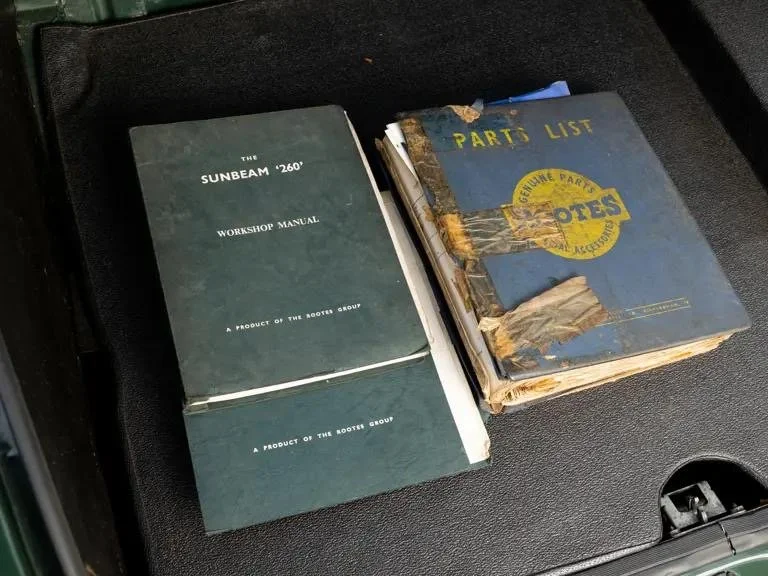 THE
SUNBEAM '260'
WORKSHOP MANUAL
A PRODUCT OF THE ROOTES GROUP
A PRODUCT OF THE ROOTES GROUP
PARTS LIST
GENUINE PARTS
OTES
ACCESSORIES